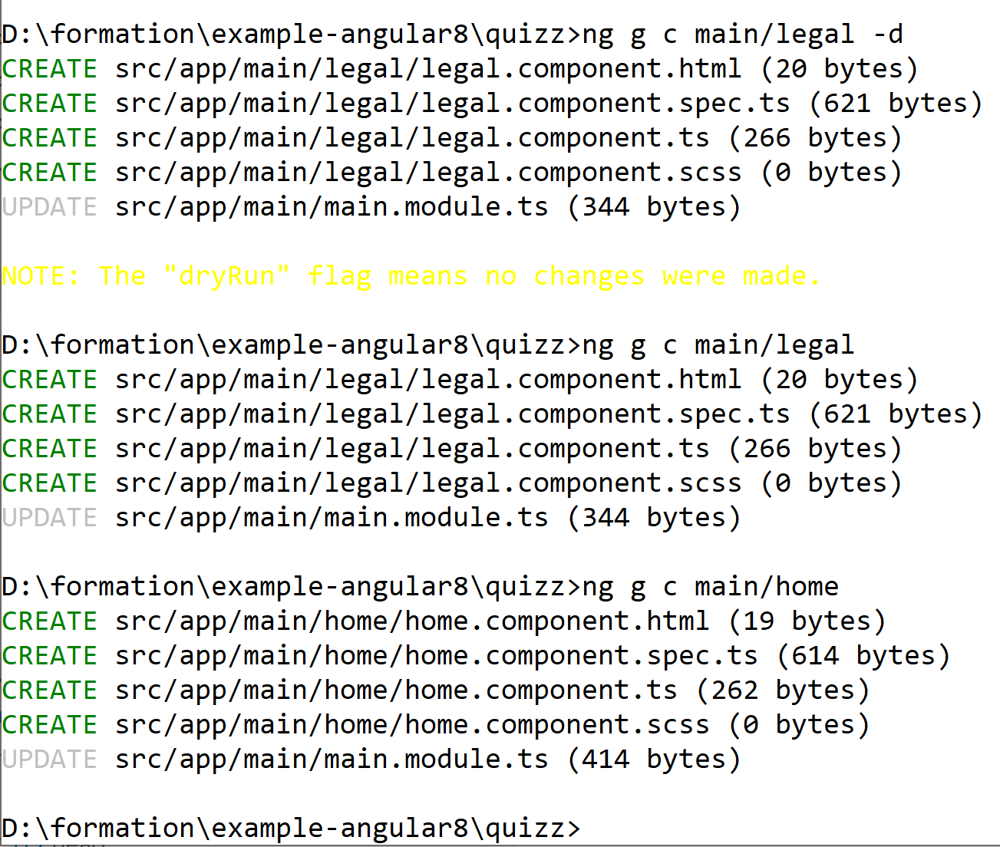 D:\formation\example-angular8\quizz>ng g c main/legal -d
CREATE src/app/main/legal/legal.component.html (20 bytes)
CREATE src/app/main/legal/legal.component.spec.ts (621 bytes)
CREATE src/app/main/legal/legal.component.ts (266 bytes)
CREATE src/app/main/legal/legal.component.scss (0 bytes)
UPDATE src/app/main/main.module.ts (344 bytes)
NOTE: The "dryRun" flag means no changes were made.
D:\formation\example-angular8\quizz>ng g c main/legal
CREATE src/app/main/legal/legal.component.html (20 bytes)
CREATE src/app/main/legal/legal.component.spec.ts (621 bytes)
CREATE src/app/main/legal/legal.component.ts (266 bytes)
CREATE src/app/main/legal/legal.component.scss (0 bytes)
UPDATE src/app/main/main.module.ts (344 bytes)
D:\formation\example-angular8\quizz>ng g c main/home
CREATE src/app/main/home/home.component.html (19 bytes)
CREATE src/app/main/home/home.component.spec.ts (614 bytes)
CREATE src/app/main/home/home.component.ts (262 bytes)
CREATE src/app/main/home/home.component.scss (0 bytes)
UPDATE src/app/main/main.module.ts (414 bytes)
D:\formation\example-angular8\quizz>